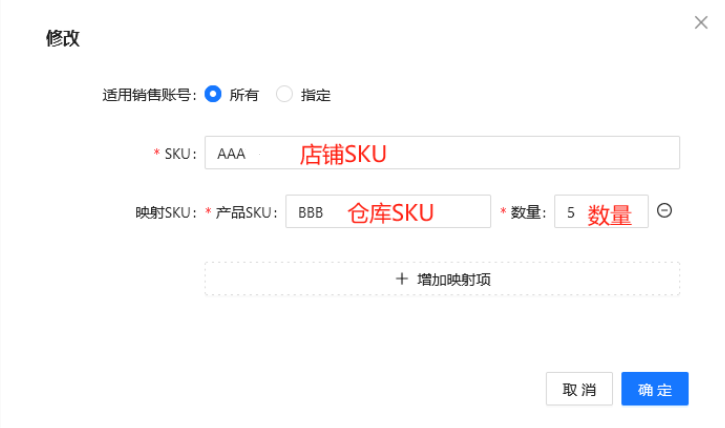 修改
适用销售账号: 所有 指定
* SKU: AAA 店铺SKU
映射SKU: * 产品SKU: BBB 仓库SKU * 数量: 5 数量
+ 增加映射项
取 消 确 定